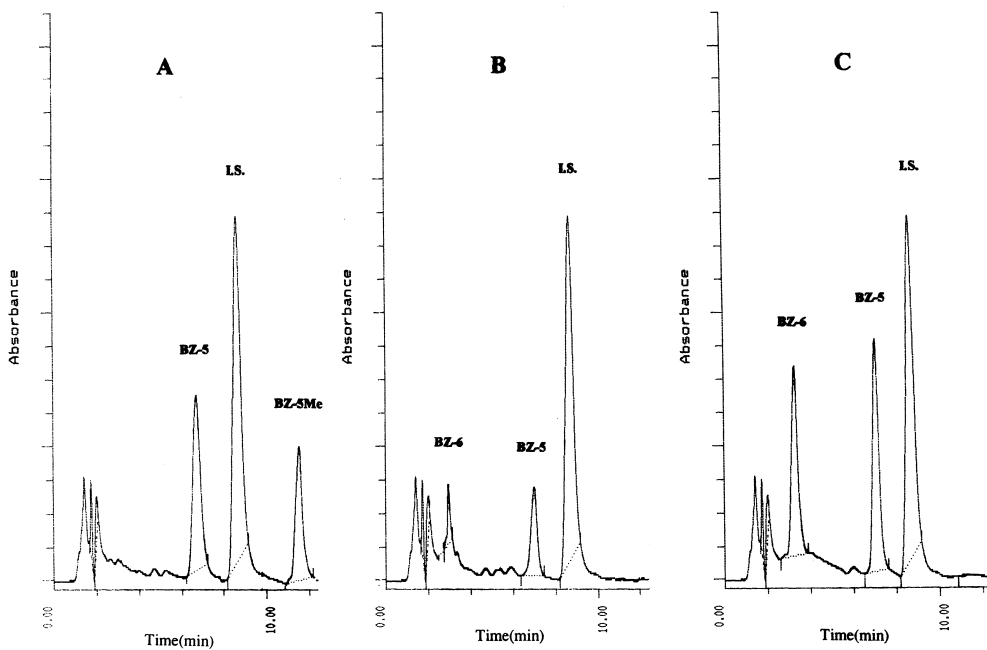 A
B
C
I.S.
I.S.
I.S.
BZ-5
BZ-5Me
BZ-6
BZ-5
BZ-6
BZ-5
Absorbance
Absorbance
Absorbance
0.00
10.00
0.00
10.00
0.00
10.00
Time(min)
Time(min)
Time(min)